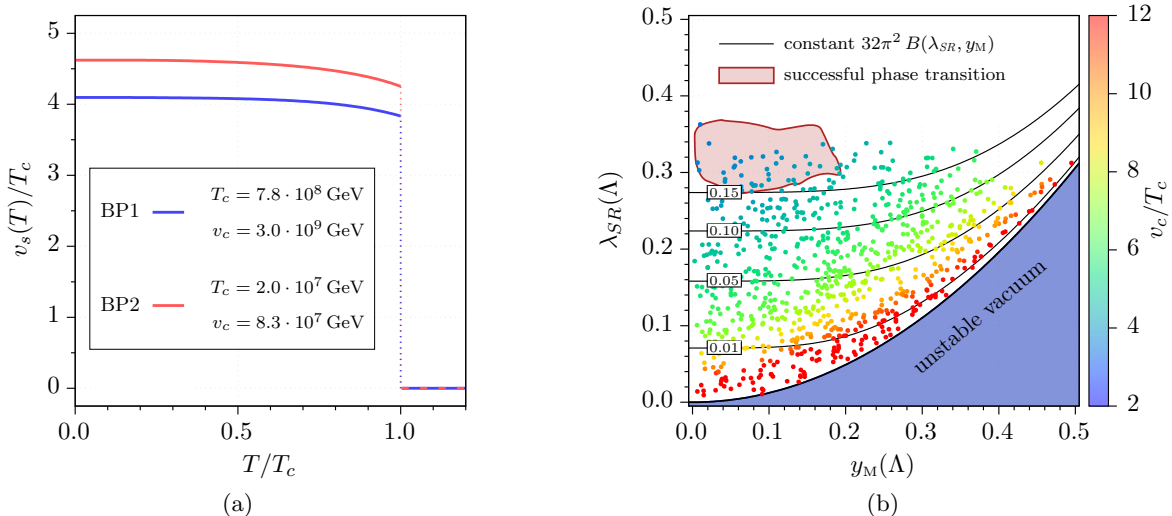 5
4
3
2
1
0
v_s(T)/T_c
BP1
T_c = 7.8 · 10^8 GeV
v_c = 3.0 · 10^9 GeV
BP2
T_c = 2.0 · 10^7 GeV
v_c = 8.3 · 10^7 GeV
0.0 0.5 1.0
T/T_c
(a)
0.5
0.4
0.3
0.2
0.1
0.0
λ_SR(Λ)
constant 32π² B(λ_SR, y_M)
successful phase transition
0.15
0.10
0.05
0.01
unstable vacuum
0.0 0.1 0.2 0.3 0.4 0.5
y_M(Λ)
12
10
8
6
4
2
v_c/T_c
(b)